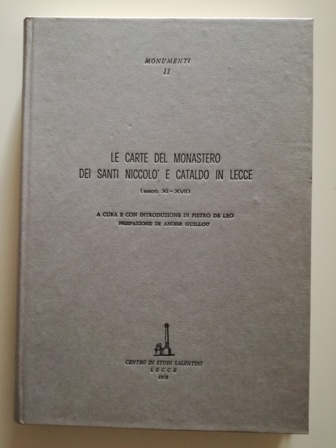 MONUMENTI
II
LE CARTE DEL MONASTERO
DEI SANTI NICCOLO' E CATALDO IN LECCE
(secc. XI-XVII)
A CURA E CON INTRODUZIONE DI PIETRO DE LEO
PREFAZIONE DI ANDRÉ GUILLOU
CENTRO DI STUDI SALENTINI
LECCE
1978